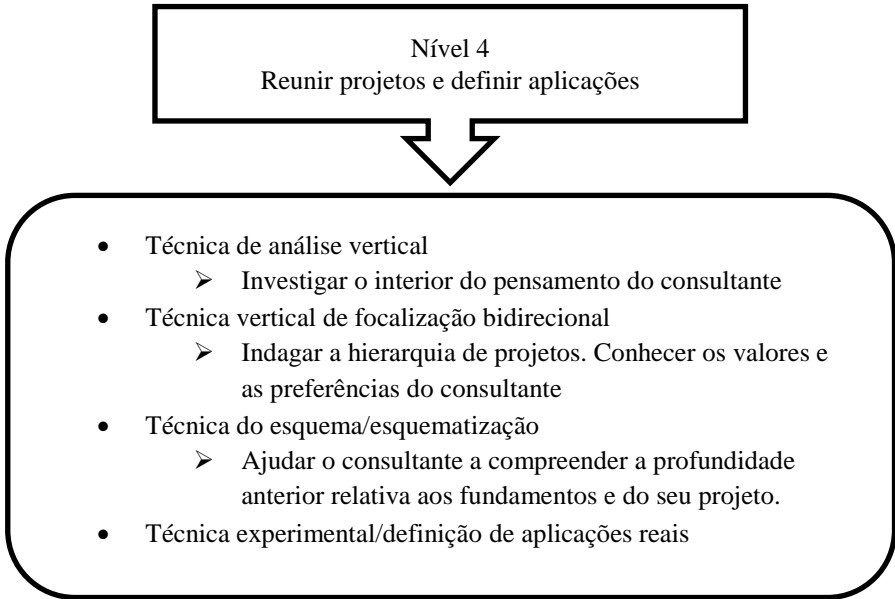 Nível 4
Reunir projetos e definir aplicações
• Técnica de análise vertical
➢ Investigar o interior do pensamento do consultante
• Técnica vertical de focalização bidirecional
➢ Indagar a hierarquia de projetos. Conhecer os valores e
as preferências do consultante
• Técnica do esquema/esquematização
➢ Ajudar o consultante a compreender a profundidade
anterior relativa aos fundamentos e do seu projeto.
• Técnica experimental/definição de aplicações reais